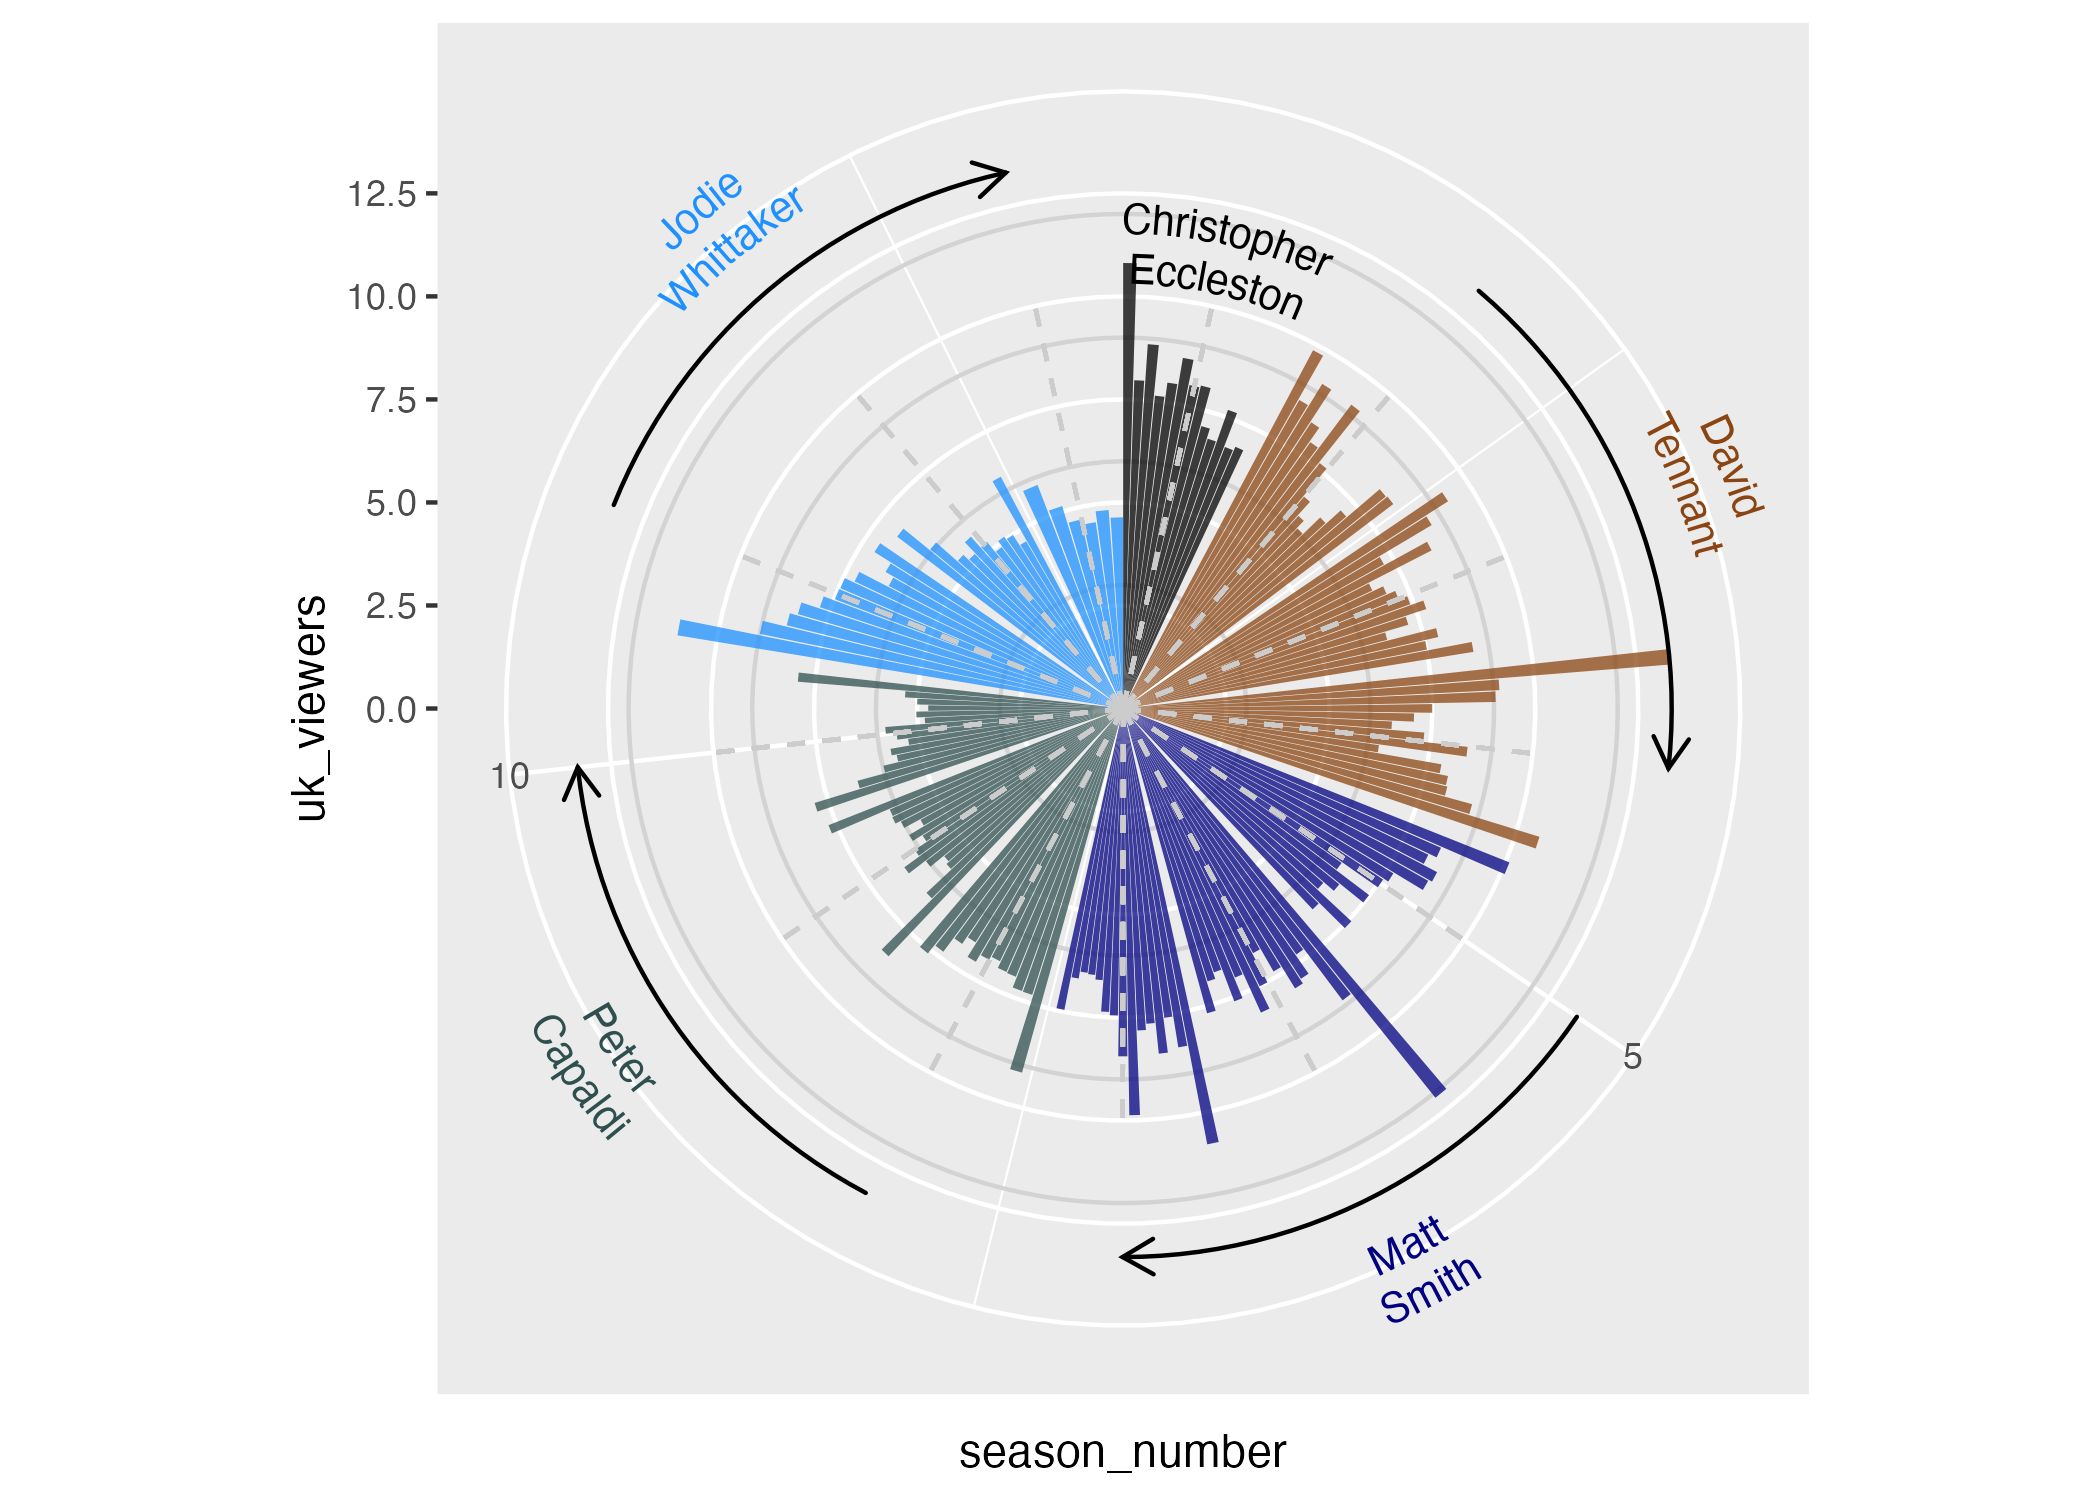 Jodie
Whittaker
Christopher
Eccleston
David
Tennant
12.5
10.0
7.5
5.0
2.5
0.0
uk_viewers
10
5
Peter
Capaldi
Matt
Smith
season_number